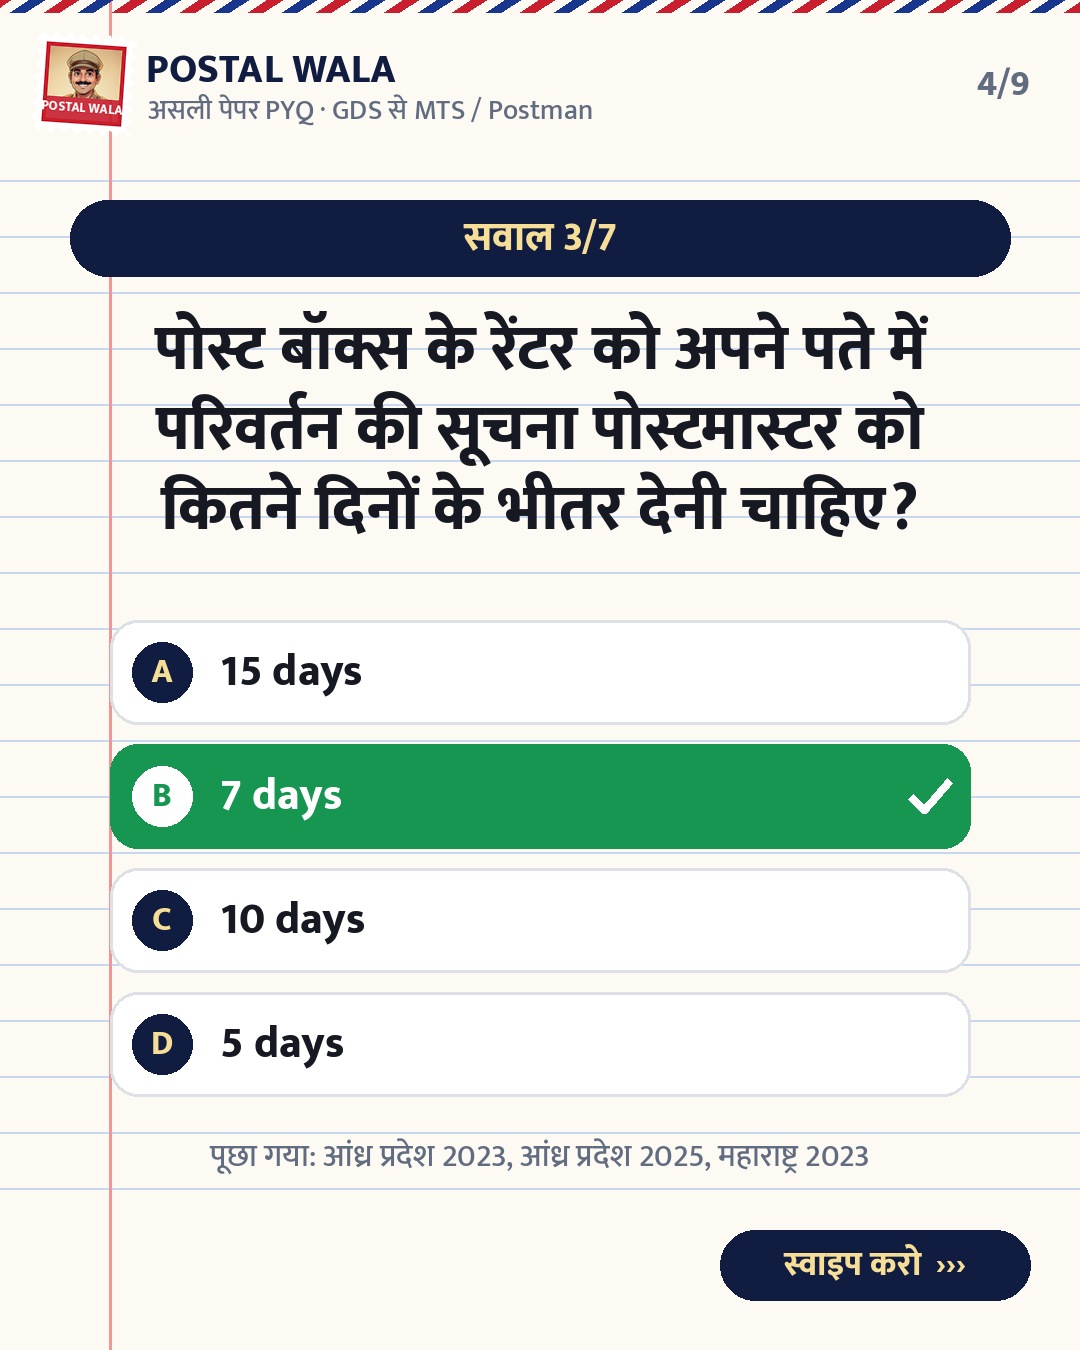 POSTAL WALA
POSTAL WALA
असली पेपर PYQ · GDS से MTS / Postman
4/9
सवाल 3/7
पोस्ट बॉक्स के रेंटर को अपने पते में
परिवर्तन की सूचना पोस्टमास्टर को
कितने दिनों के भीतर देनी चाहिए?
A 15 days
B 7 days
C 10 days
D 5 days
पूछा गया: आंध्र प्रदेश 2023, आंध्र प्रदेश 2025, महाराष्ट्र 2023
स्वाइप करो ›››